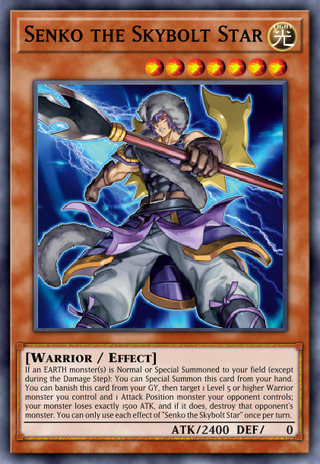 Senko the Skybolt Star
LIGHT
光
[Warrior / Effect]
If an EARTH monster(s) is Normal or Special Summoned to your field (except
during the Damage Step): You can Special Summon this card from your hand.
You can banish this card from your GY, then target 1 Level 5 or higher Warrior
monster you control and 1 Attack Position monster your opponent controls;
your monster loses exactly 1500 ATK, and if it does, destroy that opponent's
monster. You can only use each effect of "Senko the Skybolt Star" once per turn.
ATK/2400 DEF/ 0